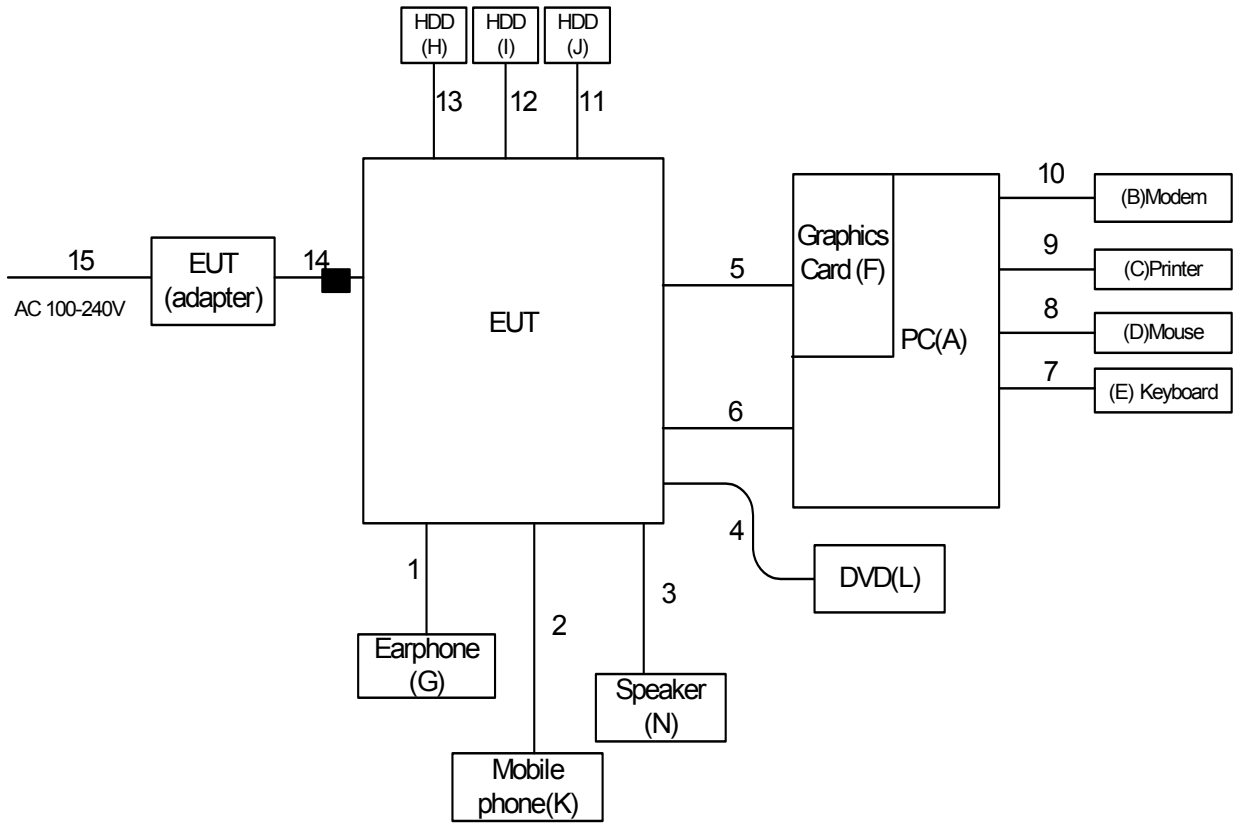 HDD
(H)
HDD
(I)
HDD
(J)
13
12
11
15
AC 100-240V
EUT
(adapter)
14
EUT
5
6
Graphics
Card (F)
PC(A)
10
(B)Modem
9
(C)Printer
8
(D)Mouse
7
(E) Keyboard
4
DVD(L)
1
Earphone
(G)
2
Mobile
phone(K)
3
Speaker
(N)